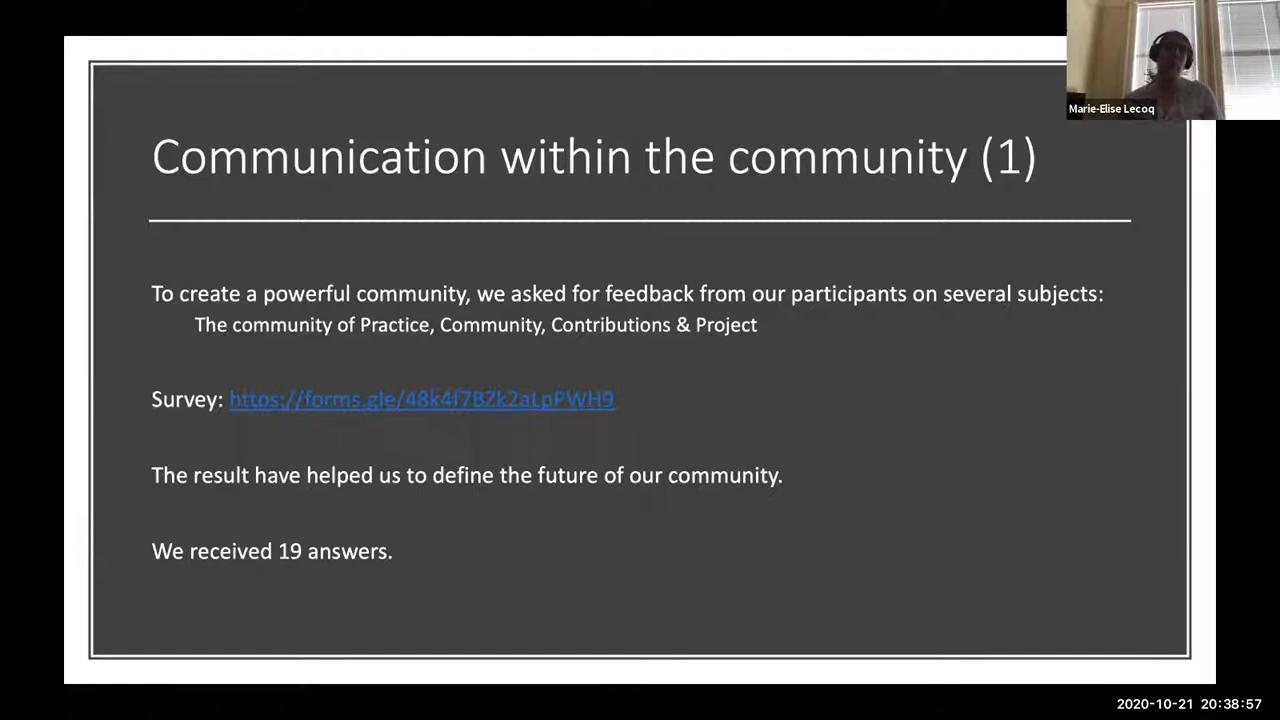 Marie-Elise Lecoq
Communication within the community (1)
To create a powerful community, we asked for feedback from our participants on several subjects:
The community of Practice, Community, Contributions & Project
Survey: https://forms.gle/48k4f7BZk2aLpPWH9
The result have helped us to define the future of our community.
We received 19 answers.
2020-10-21 20:38:57